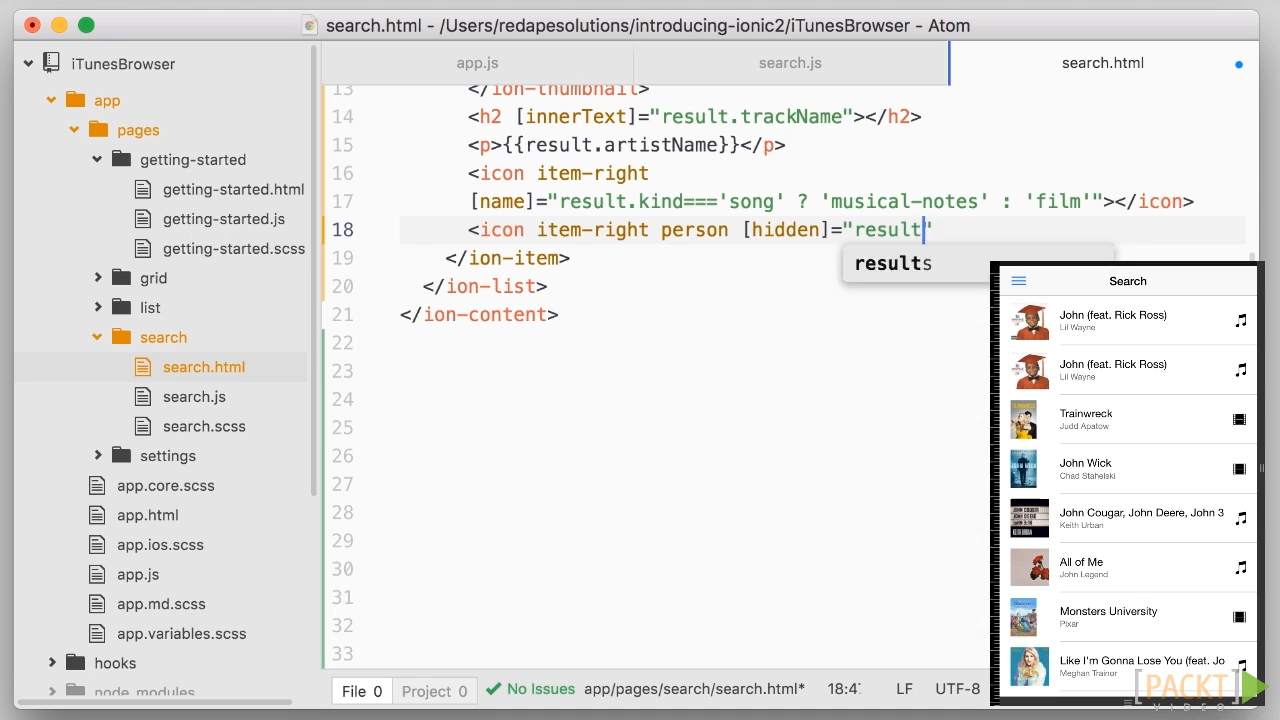 search.html - /Users/redapesolutions/introducing-ionic2/iTunesBrowser - Atom
iTunesBrowser
app
pages
getting-started
getting-started.html
getting-started.js
getting-started.scss
grid
list
search
search.html
search.js
search.scss
settings
app.core.scss
app.html
app.ios.scss
app.js
app.md.scss
app.variables.scss
hooks
node_modules
app.js
search.js
search.html
13 </ion-thumbnail>
14 <h2 [innerText]="result.trackName"></h2>
15 <p>{{result.artistName}}</p>
16 <icon item-right
17 [name]="result.kind==='song' ? 'musical-notes' : 'film'"></icon>
18 <icon item-right person [hidden]="result"
19 </ion-item>
20 </ion-list>
21 </ion-content>
22
23
24
25
26
27
28
29
30
31
32
33
results
Search
John (feat. Rick Ross)
Lil Wayne
John (feat. Rick Ross)
Lil Wayne
Trainwreck
Judd Apatow
John Wick
Chad Stahelski
John Cougar, John Deere, John 3
Keith Urban
All of Me
John Legend
Monsters University
Pixar
Like I'm Gonna Lose You (feat. Jo
Meghan Trainor
File 0
Project 0
No Issues
app/pages/search/search.html*
18:47
LF
UTF-8
[PACKT]
VIDEO